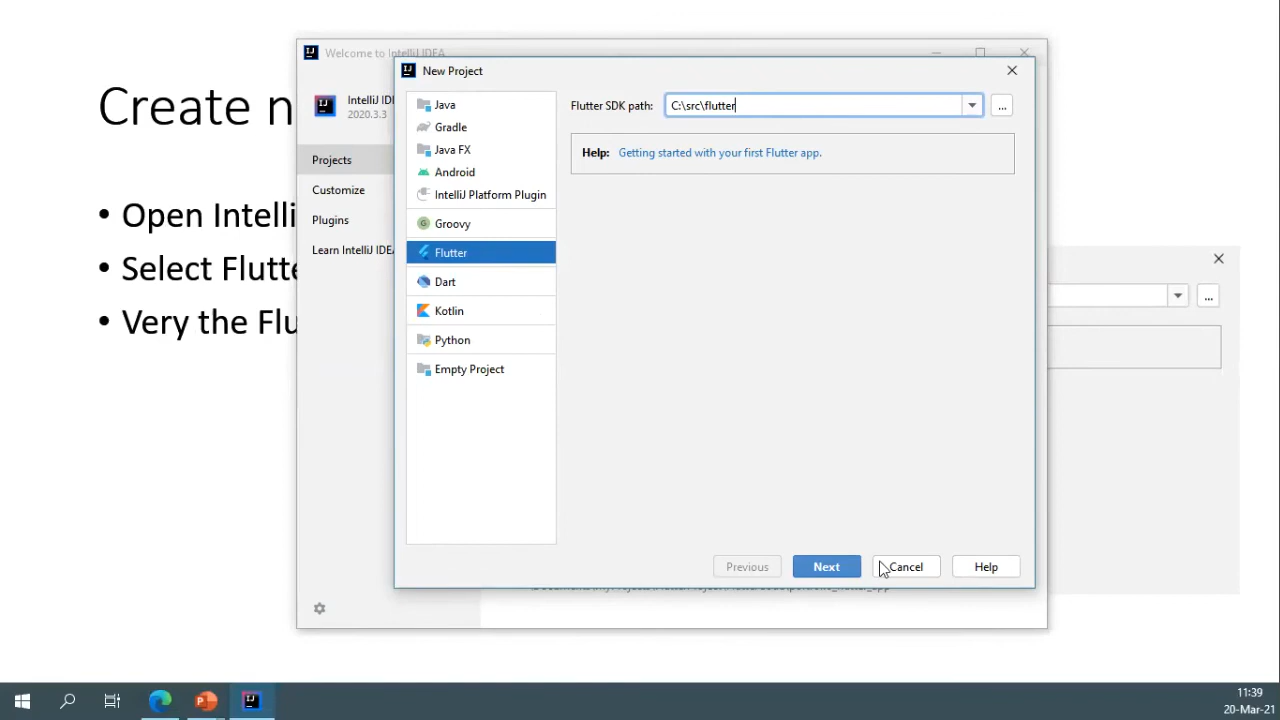 Create n
• Open Intelli
• Select Flutte
• Very the Flu
Welcome to IntelliJ IDEA
IntelliJ IDE
2020.3.3
Projects
Customize
Plugins
Learn IntelliJ IDEA
New Project
Java
Gradle
Java FX
Android
IntelliJ Platform Plugin
Groovy
Flutter
Dart
Kotlin
Python
Empty Project
Flutter SDK path: C:\src\flutter
...
Help: Getting started with your first Flutter app.
Previous
Next
Cancel
Help
...
11:39
20-Mar-21